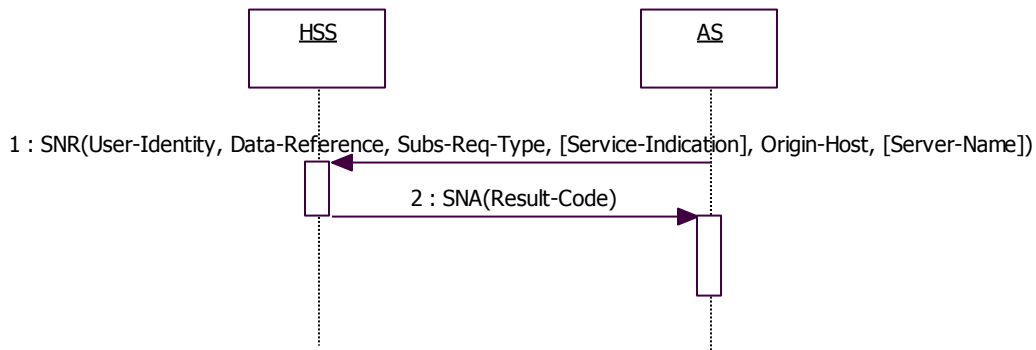 HSS
AS
1 : SNR(User-Identity, Data-Reference, Subs-Req-Type, [Service-Indication], Origin-Host, [Server-Name])
2 : SNA(Result-Code)